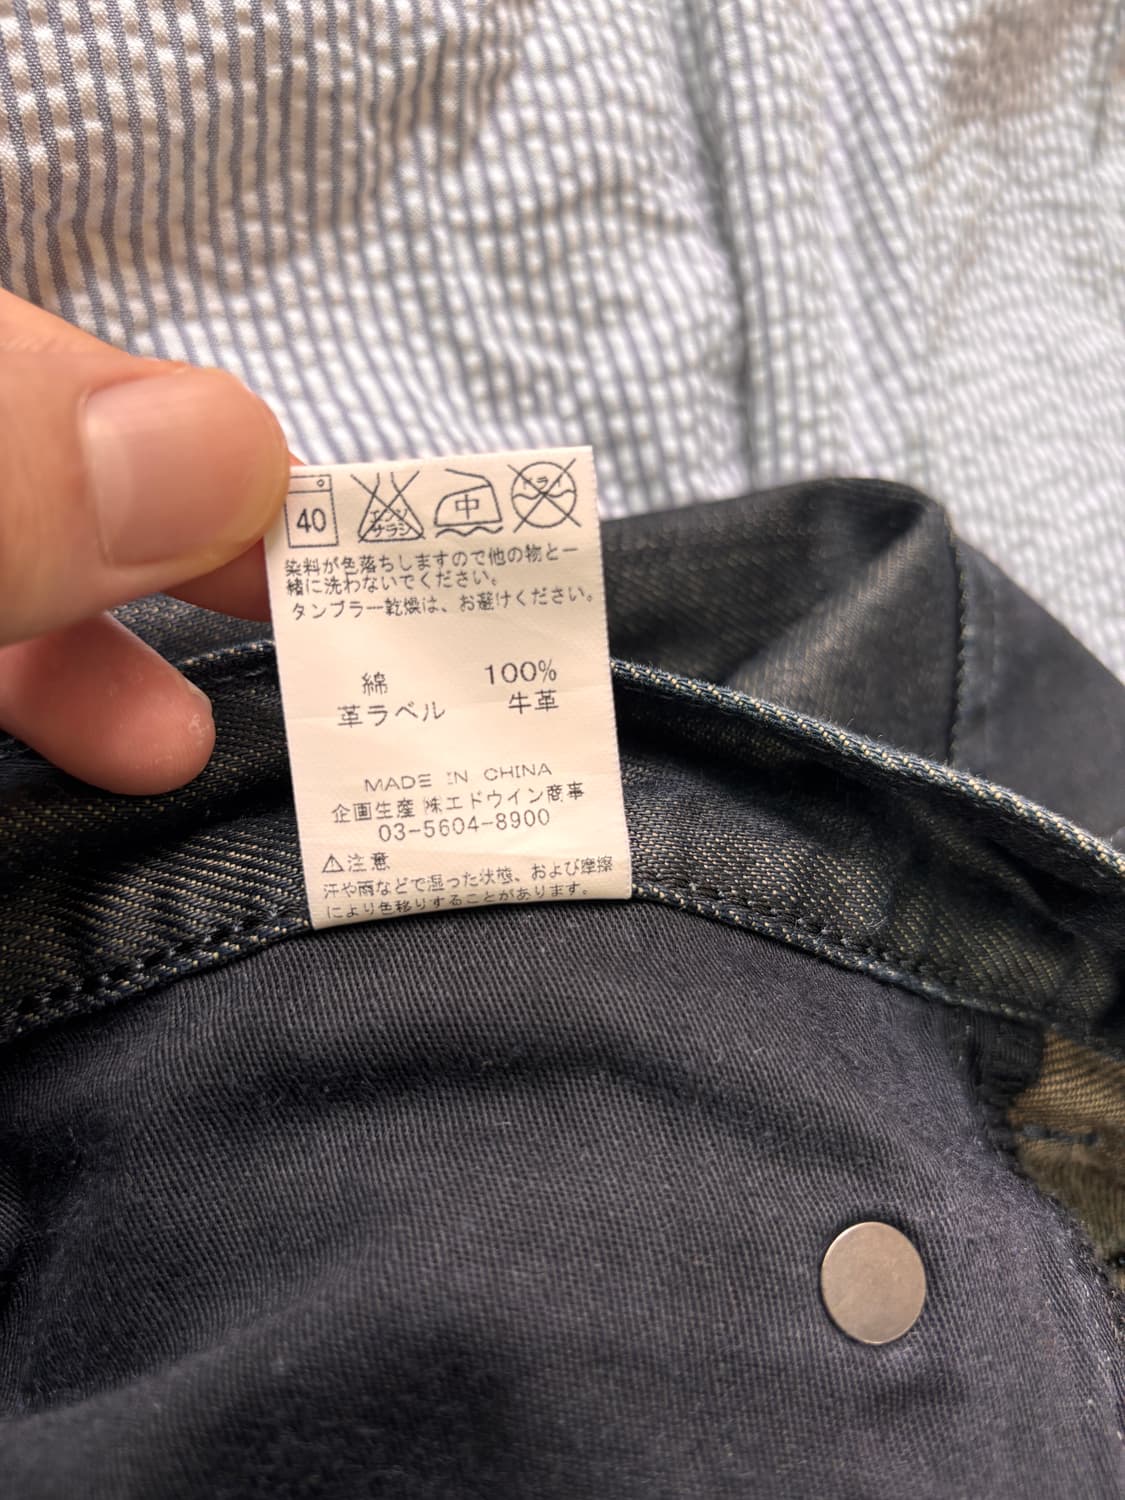 40 エンソサラシ 中 ドライ
染料が色落ちしますので他の物と一
緒に洗わないでください。
タンブラー乾燥は、お避けください。
綿 100%
革ラベル 牛革
MADE IN CHINA
企画生産 ㈱エドウイン商事
03-5604-8900
⚠注意
汗や雨などで湿った状態、および摩擦
により色移りすることがあります。